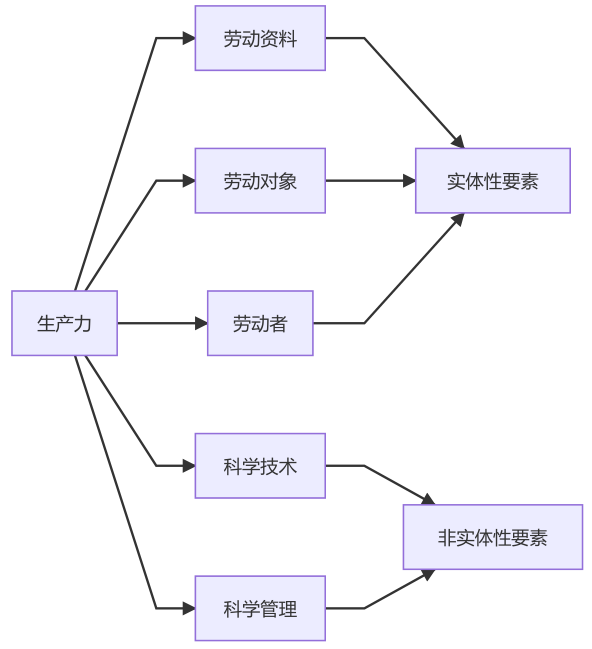 劳动资料
劳动对象
实体性要素
生产力
劳动者
科学技术
非实体性要素
科学管理